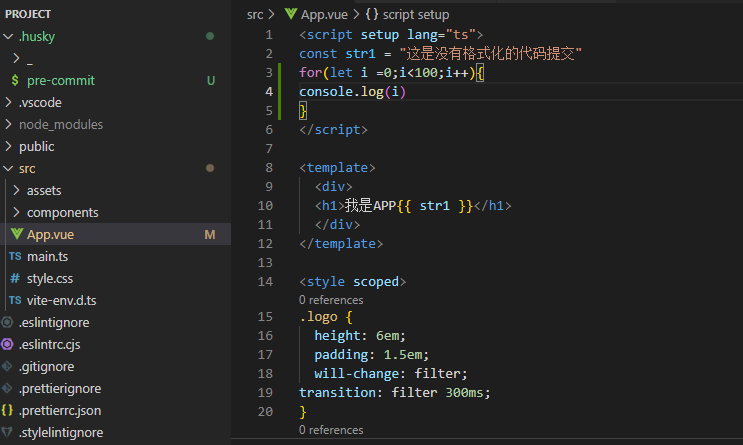 PROJECT
.husky
_
$ pre-commit U
.vscode
node_modules
public
src
assets
components
App.vue M
TS main.ts
# style.css
TS vite-env.d.ts
.eslintignore
.eslintrc.cjs
.gitignore
.prettierignore
{} .prettierrc.json
.stylelintignore
src > App.vue > {} script setup
1 <script setup lang="ts">
2 const str1 = "这是没有格式化的代码提交"
3 for(let i =0;i<100;i++){
4 console.log(i)
5 }
6 </script>
7
8 <template>
9 <div>
10 <h1>我是APP{{ str1 }}</h1>
11 </div>
12 </template>
13
14 <style scoped>
0 references
15 .logo {
16 height: 6em;
17 padding: 1.5em;
18 will-change: filter;
19 transition: filter 300ms;
20 }
0 references